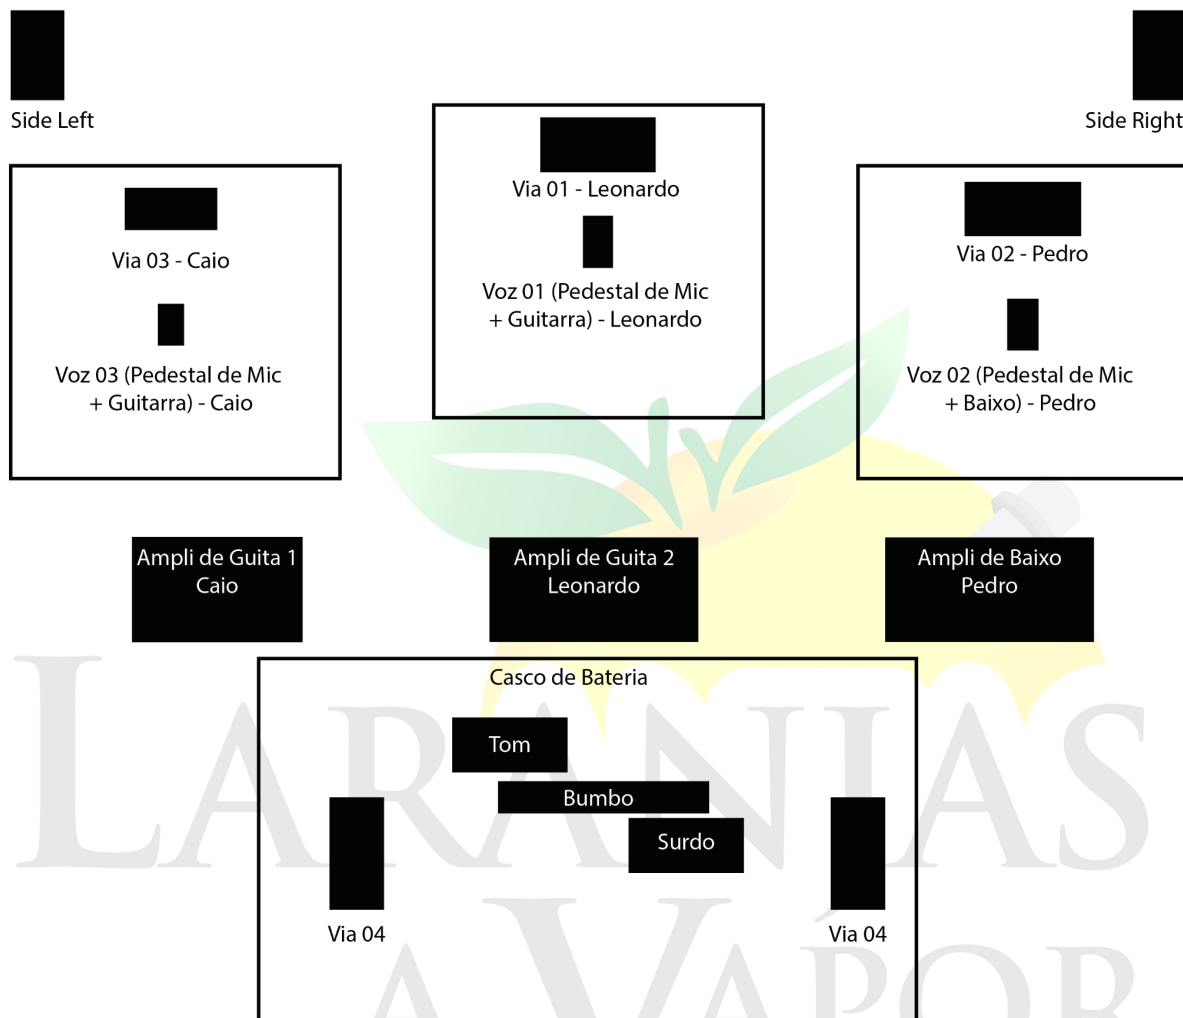 Side Left
Side Right
Via 01 - Leonardo
Voz 01 (Pedestal de Mic
+ Guitarra) - Leonardo
Via 03 - Caio
Voz 03 (Pedestal de Mic
+ Guitarra) - Caio
Via 02 - Pedro
Voz 02 (Pedestal de Mic
+ Baixo) - Pedro
Ampli de Guita 1
Caio
Ampli de Guita 2
Leonardo
Ampli de Baixo
Pedro
Casco de Bateria
Tom
Bumbo
Surdo
Via 04
Via 04
LARANJAS
A VAPOR